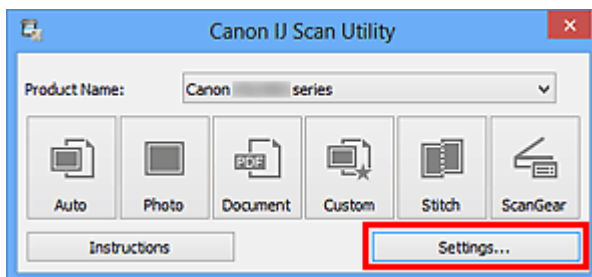 Canon IJ Scan Utility
Product Name: Canon series
PDF
Auto Photo Document Custom Stitch ScanGear
Instructions Settings...